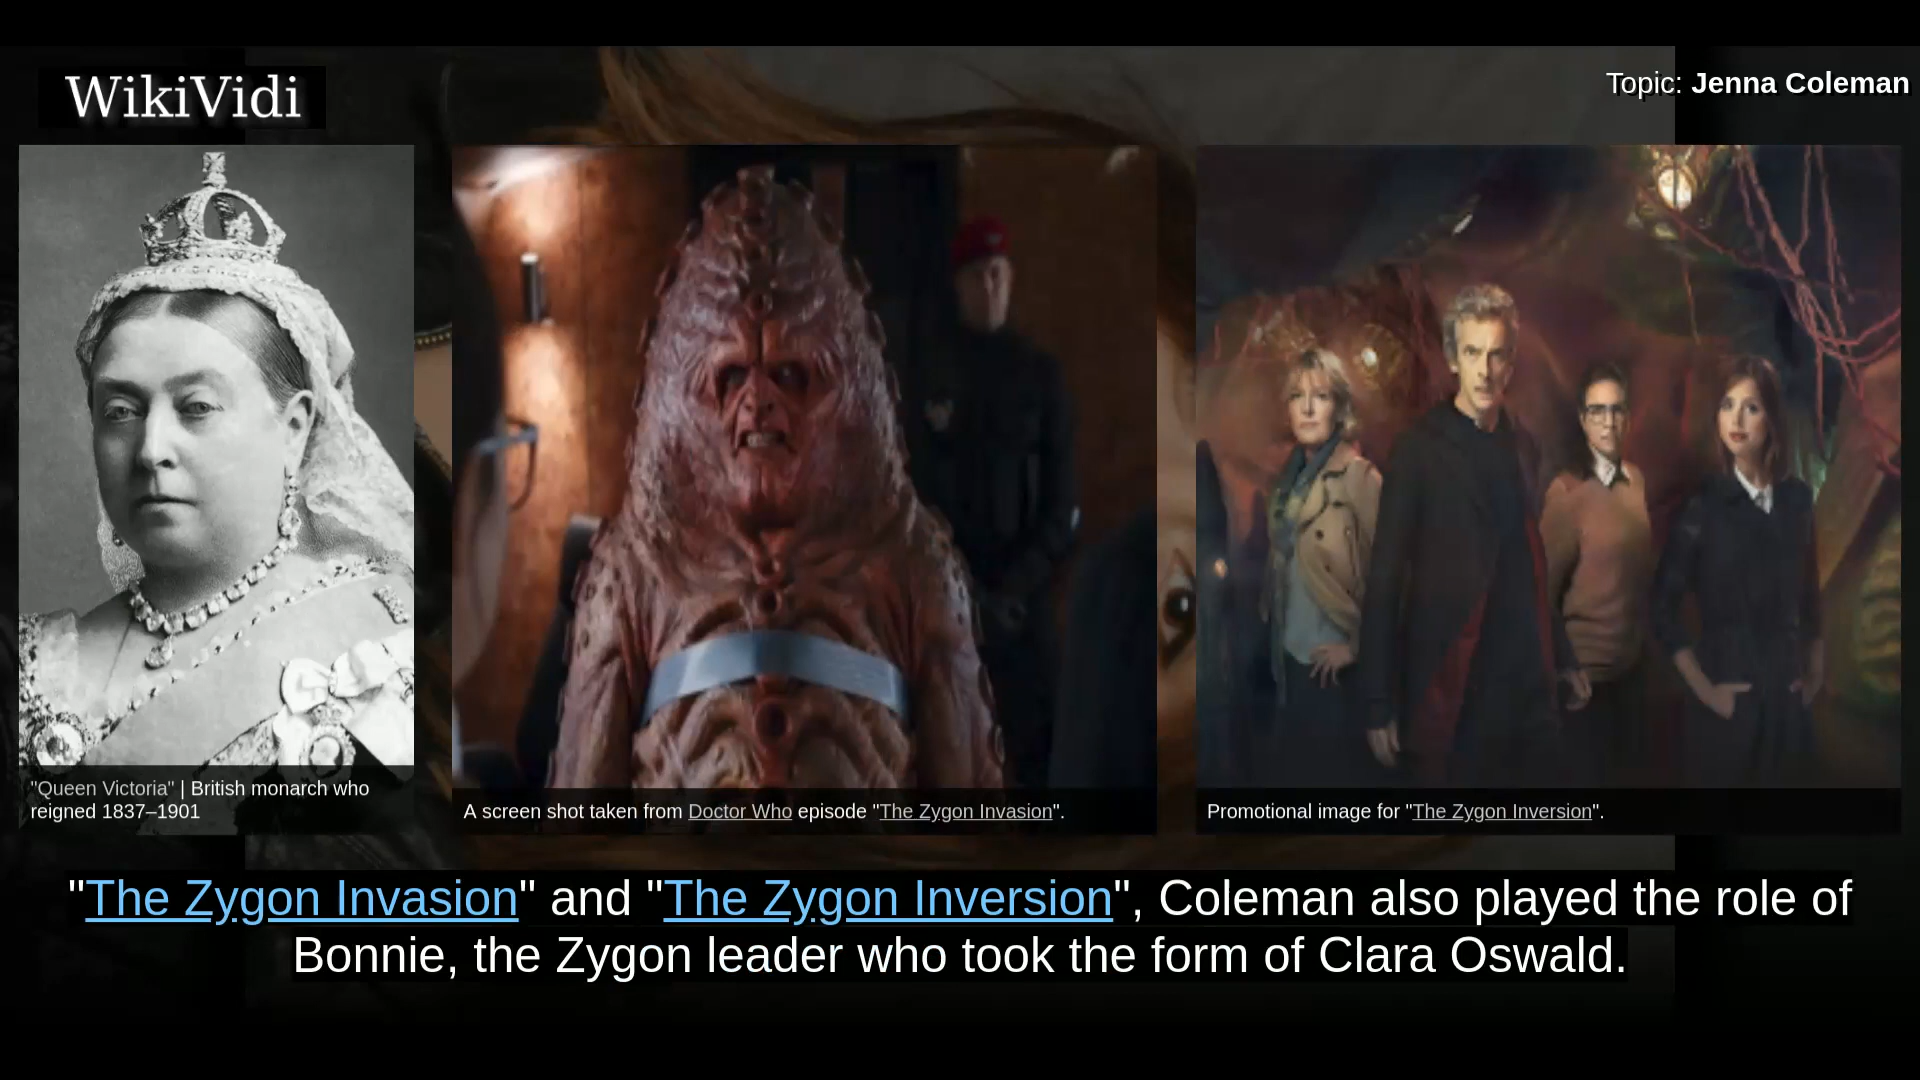 WikiVidi
Topic: Jenna Coleman
"Queen Victoria" | British monarch who
reigned 1837–1901
A screen shot taken from Doctor Who episode "The Zygon Invasion".
Promotional image for "The Zygon Inversion".
"The Zygon Invasion" and "The Zygon Inversion", Coleman also played the role of
Bonnie, the Zygon leader who took the form of Clara Oswald.